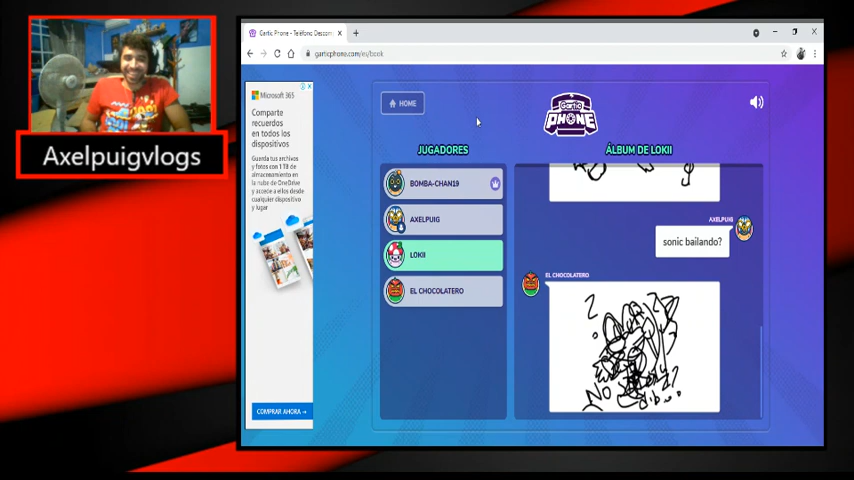 Gartic Phone - Teléfono Descom
garticphone.com/es/book
Microsoft 365
Comparte
recuerdos
en todos los
dispositivos
Guarda tus archivos
y fotos con 1 TB de
almacenamiento en
la nube de OneDrive
y accede a ellos desde
cualquier dispositivo
y lugar
COMPRAR AHORA →
Axelpuigvlogs
HOME
Gartic
PHONE
JUGADORES
BOMBA-CHAN19
AXELPUIG
LOKII
EL CHOCOLATERO
ÁLBUM DE LOKII
AXELPUIG
sonic bailando?
EL CHOCOLATERO
?
NO